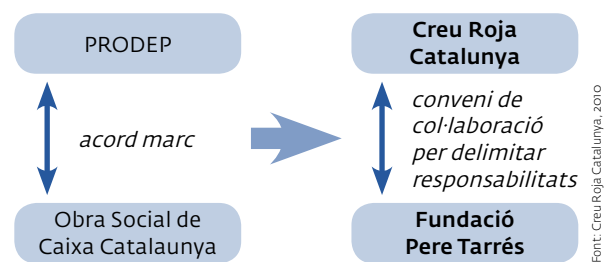 PRODEP
acord marc
Obra Social de
Caixa Catalaunya
Creu Roja
Catalunya
conveni de
col·laboració
per delimitar
responsabilitats
Fundació
Pere Tarrés
Font: Creu Roja Catalunya, 2010